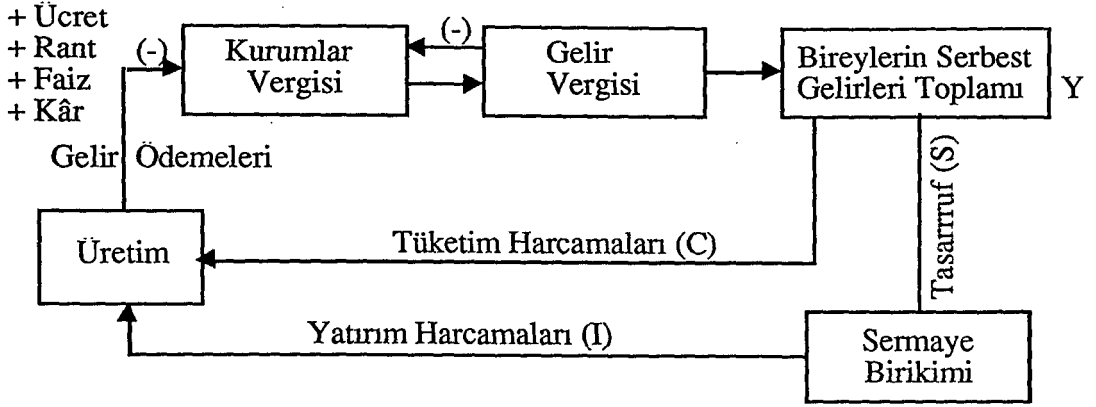 + Ücret
+ Rant
+ Faiz
+ Kâr
(-)
Kurumlar
Vergisi
(-)
Gelir
Vergisi
Bireylerin Serbest
Gelirleri Toplamı
Y
Gelir Ödemeleri
Üretim
Tüketim Harcamaları (C)
Tasarrruf (S)
Yatırım Harcamaları (I)
Sermaye
Birikimi